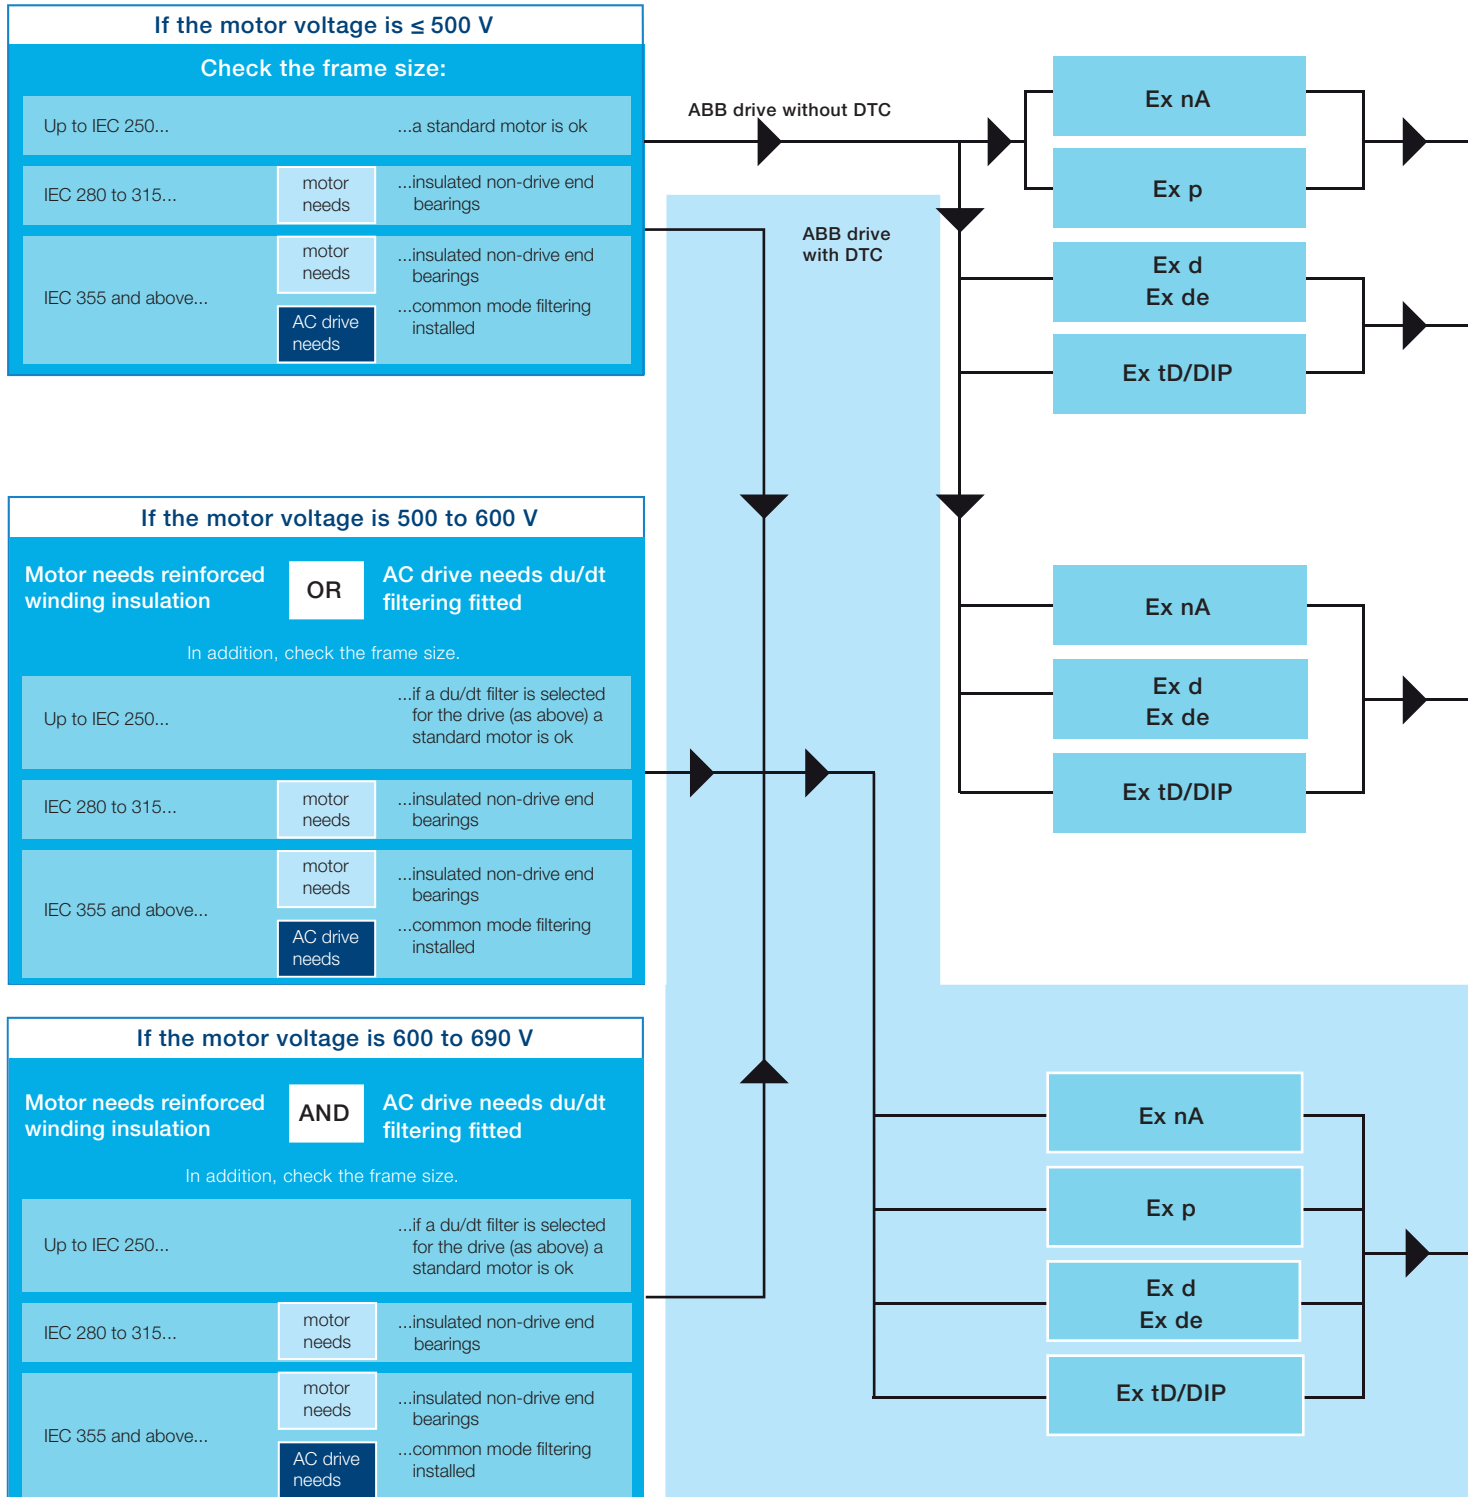 If the motor voltage is ≤ 500 V
Check the frame size:
Up to IEC 250...
...a standard motor is ok
IEC 280 to 315...
motor
needs
...insulated non-drive end
bearings
IEC 355 and above...
motor
needs
...insulated non-drive end
bearings
AC drive
needs
...common mode filtering
installed
ABB drive without DTC
ABB drive
with DTC
Ex nA
Ex p
Ex d
Ex de
Ex tD/DIP
If the motor voltage is 500 to 600 V
Motor needs reinforced
winding insulation
OR
AC drive needs du/dt
filtering fitted
In addition, check the frame size.
Up to IEC 250...
...if a du/dt filter is selected
for the drive (as above) a
standard motor is ok
IEC 280 to 315...
motor
needs
...insulated non-drive end
bearings
IEC 355 and above...
motor
needs
...insulated non-drive end
bearings
AC drive
needs
...common mode filtering
installed
Ex nA
Ex d
Ex de
Ex tD/DIP
If the motor voltage is 600 to 690 V
Motor needs reinforced
winding insulation
AND
AC drive needs du/dt
filtering fitted
In addition, check the frame size.
Up to IEC 250...
...if a du/dt filter is selected
for the drive (as above) a
standard motor is ok
IEC 280 to 315...
motor
needs
...insulated non-drive end
bearings
IEC 355 and above...
motor
needs
...insulated non-drive end
bearings
AC drive
needs
...common mode filtering
installed
Ex nA
Ex p
Ex d
Ex de
Ex tD/DIP